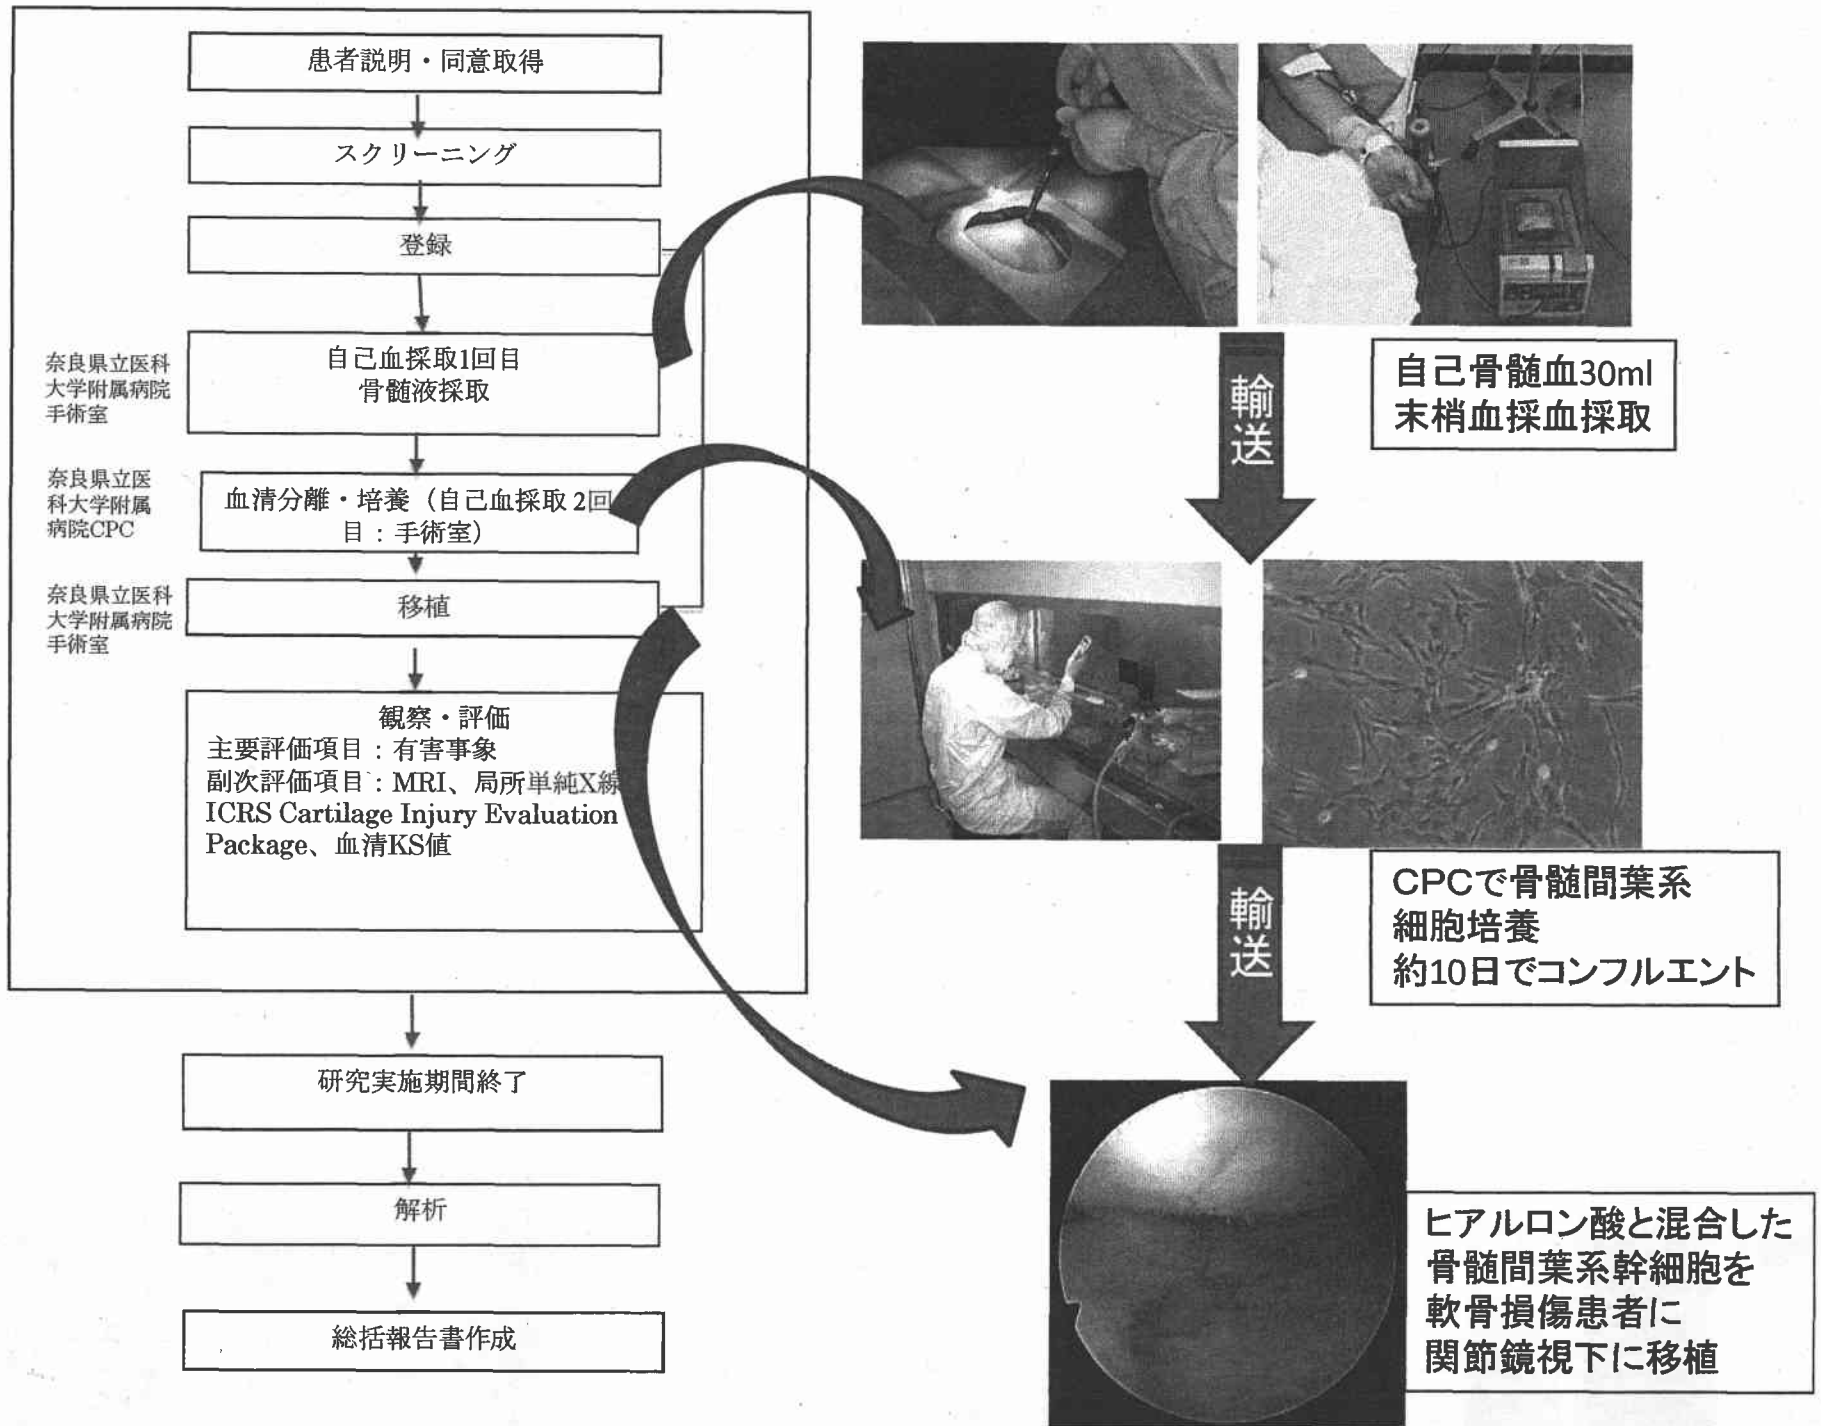 患者説明・同意取得
スクリーニング
登録
奈良県立医科
大学附属病院
手術室
自己血採取1回目
骨髄液採取
奈良県立医
科大学附属
病院CPC
血清分離・培養（自己血採取2回
目：手術室）
奈良県立医科
大学附属病院
手術室
移植
観察・評価
主要評価項目：有害事象
副次評価項目：MRI、局所単純X線
ICRS Cartilage Injury Evaluation
Package、血清KS値
研究実施期間終了
解析
総括報告書作成
輸送
自己骨髄血30ml
末梢血採血採取
輸送
CPCで骨髄間葉系
細胞培養
約10日でコンフルエント
ヒアルロン酸と混合した
骨髄間葉系幹細胞を
軟骨損傷患者に
関節鏡視下に移植